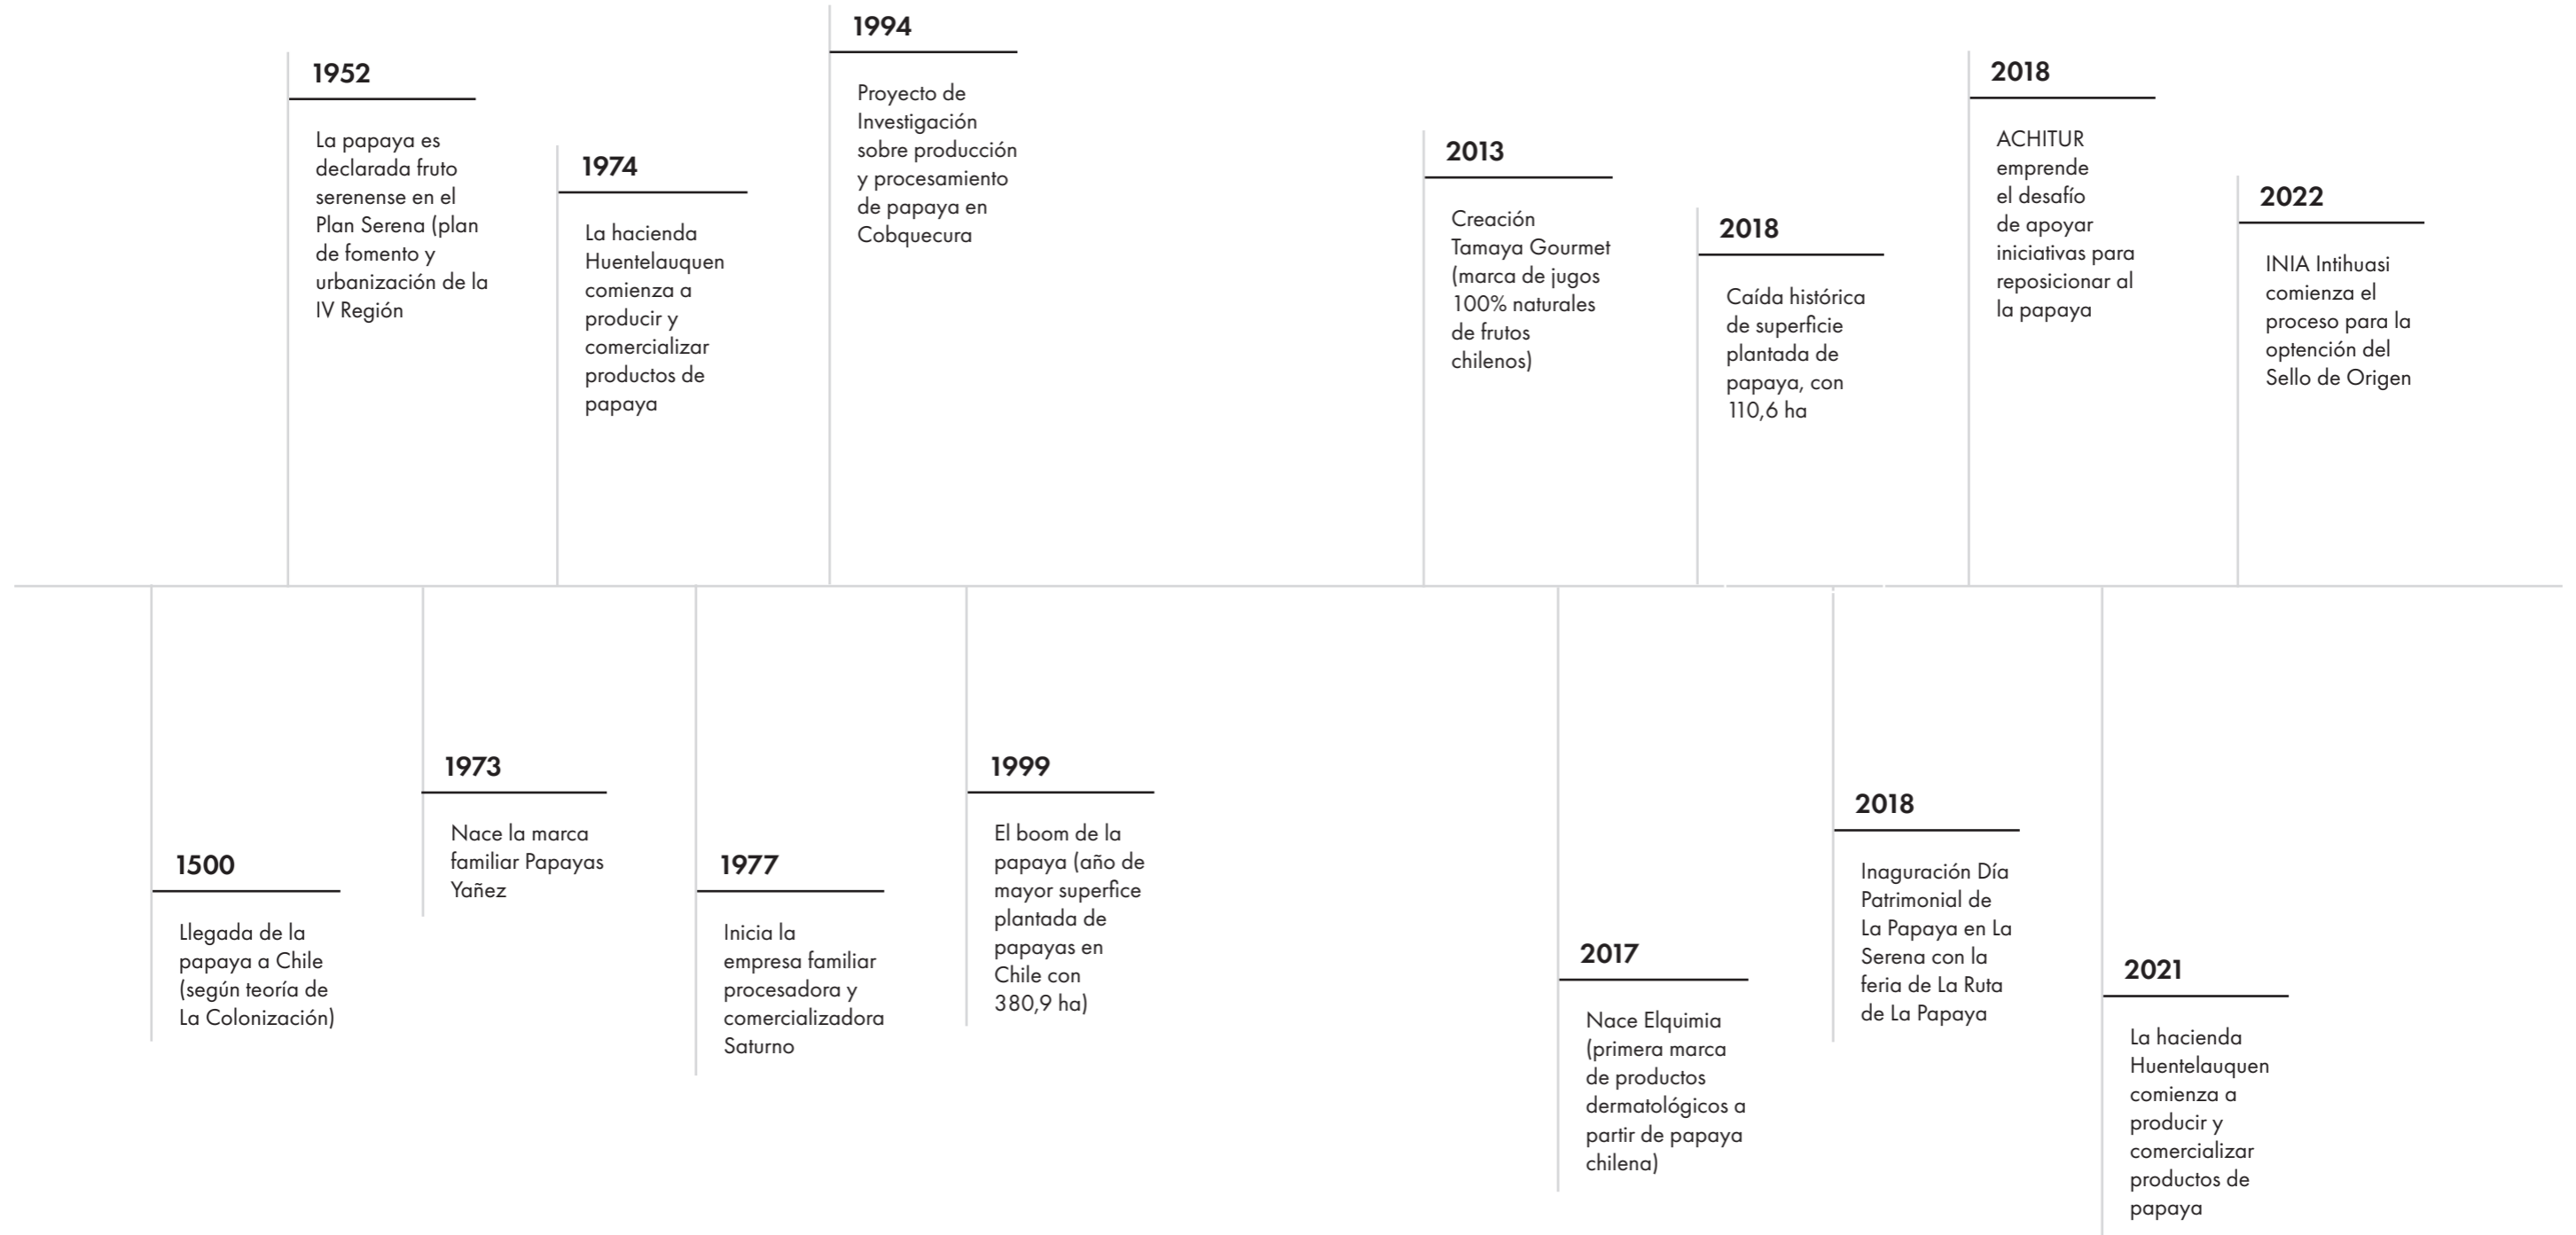 1994
Proyecto de
Investigación
sobre producción
y procesamiento
de papaya en
Cobquecura
1952
La papaya es
declarada fruto
serenense en el
Plan Serena (plan
de fomento y
urbanización de la
IV Región
1974
La hacienda
Huentelauquen
comienza a
producir y
comercializar
productos de
papaya
2013
Creación
Tamaya Gourmet
(marca de jugos
100% naturales
de frutos
chilenos)
2018
Caída histórica
de superficie
plantada de
papaya, con
110,6 ha
2018
ACHITUR
emprende
el desafío
de apoyar
iniciativas para
reposicionar al
la papaya
2022
INIA Intihuasi
comienza el
proceso para la
optención del
Sello de Origen
1500
Llegada de la
papaya a Chile
(según teoría de
La Colonización)
1973
Nace la marca
familiar Papayas
Yañez
1977
Inicia la
empresa familiar
procesadora y
comercializadora
Saturno
1999
El boom de la
papaya (año de
mayor superfice
plantada de
papayas en
Chile con
380,9 ha)
2017
Nace Elquimia
(primera marca
de productos
dermatológicos a
partir de papaya
chilena)
2018
Inaguración Día
Patrimonial de
La Papaya en La
Serena con la
feria de La Ruta
de La Papaya
2021
La hacienda
Huentelauquen
comienza a
producir y
comercializar
productos de
papaya